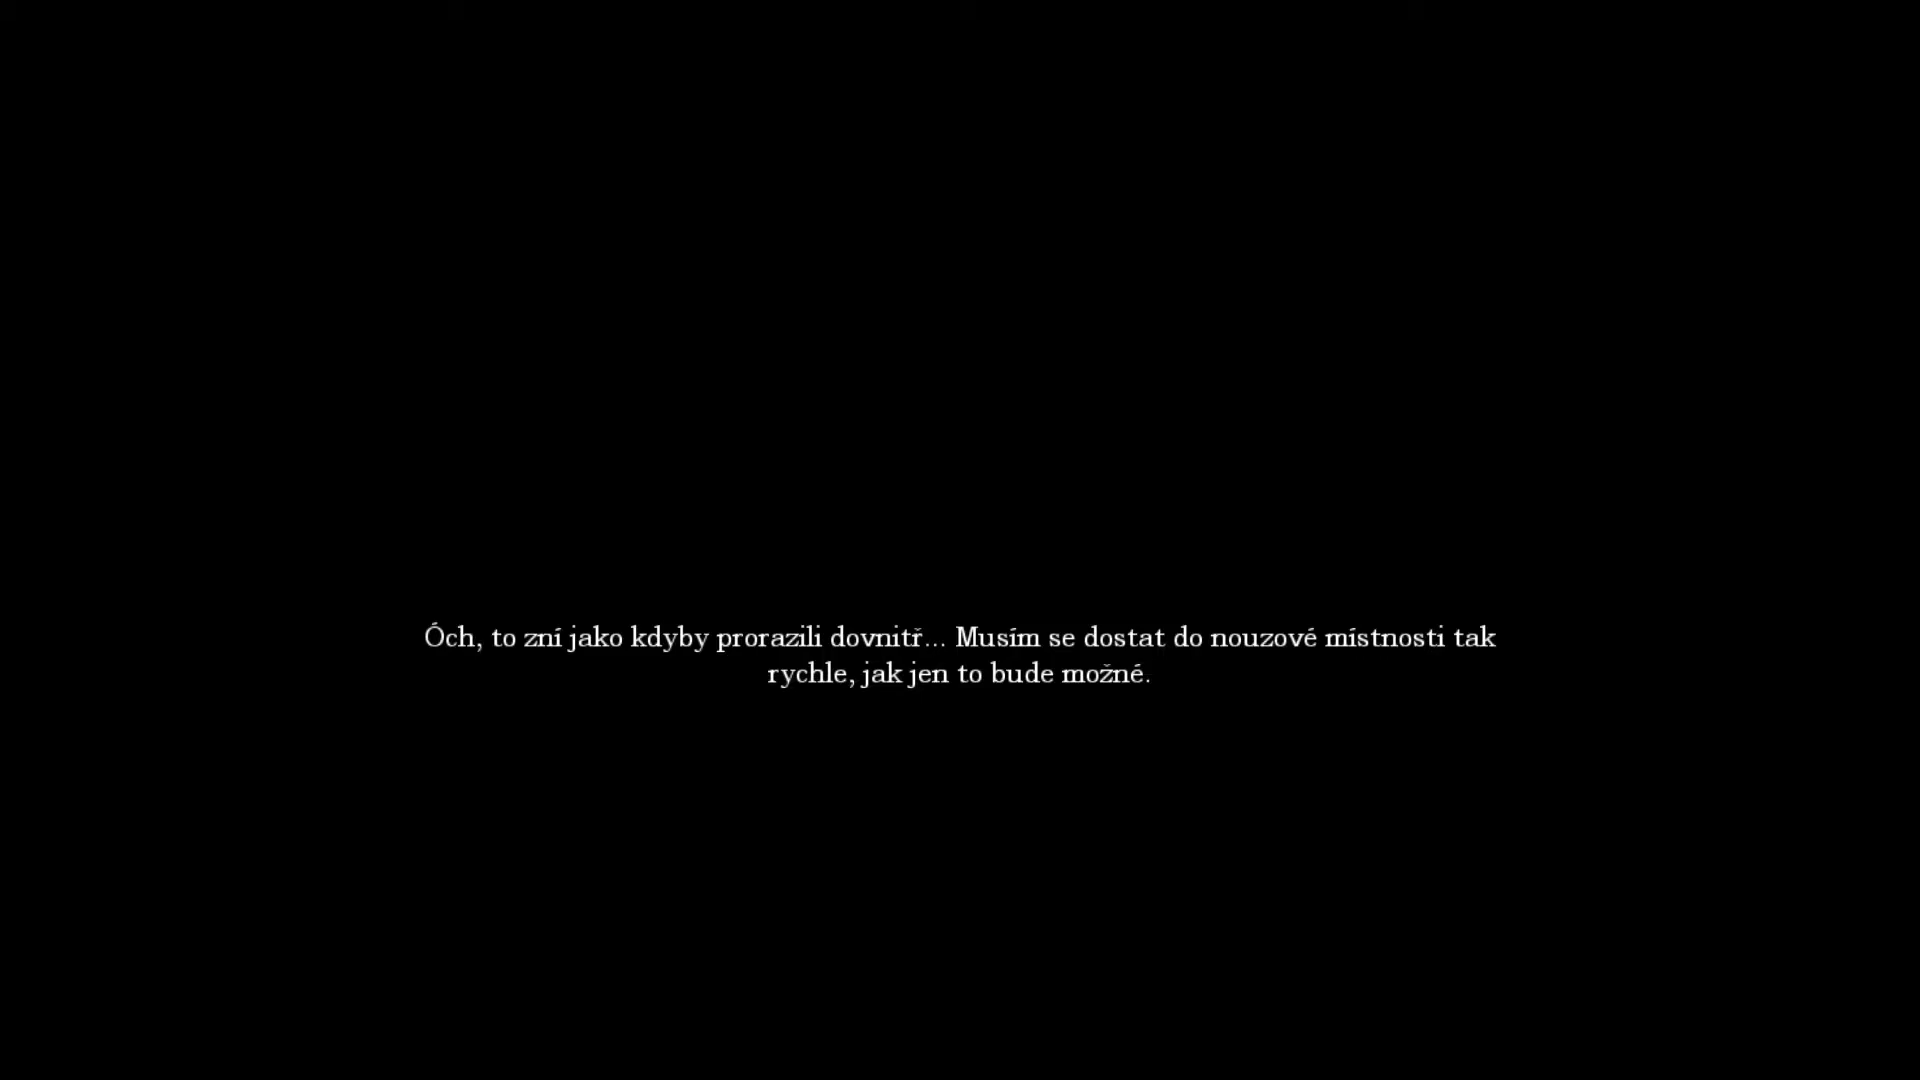 Óch, to zní jako kdyby prorazili dovnitř... Musím se dostat do nouzové místnosti tak
rychle, jak jen to bude možné.